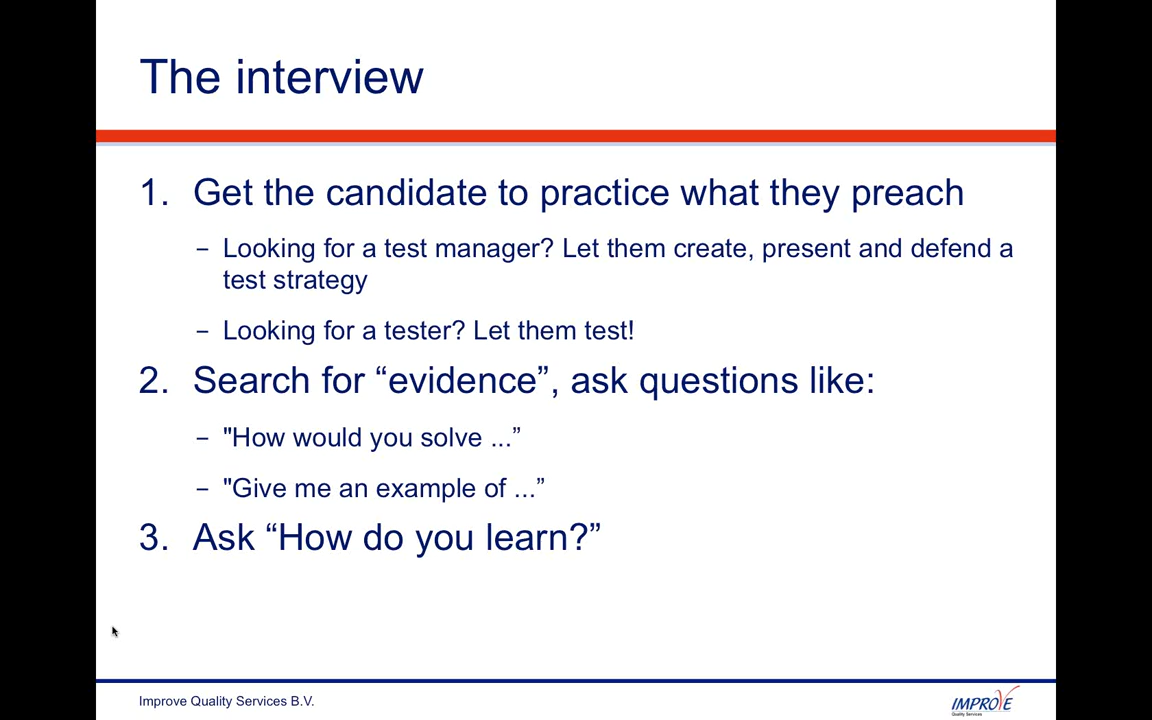 The interview
1. Get the candidate to practice what they preach
– Looking for a test manager? Let them create, present and defend a
test strategy
– Looking for a tester? Let them test!
2. Search for “evidence”, ask questions like:
– "How would you solve ...”
– "Give me an example of ...”
3. Ask “How do you learn?”
Improve Quality Services B.V.
IMPROVE
Quality Services